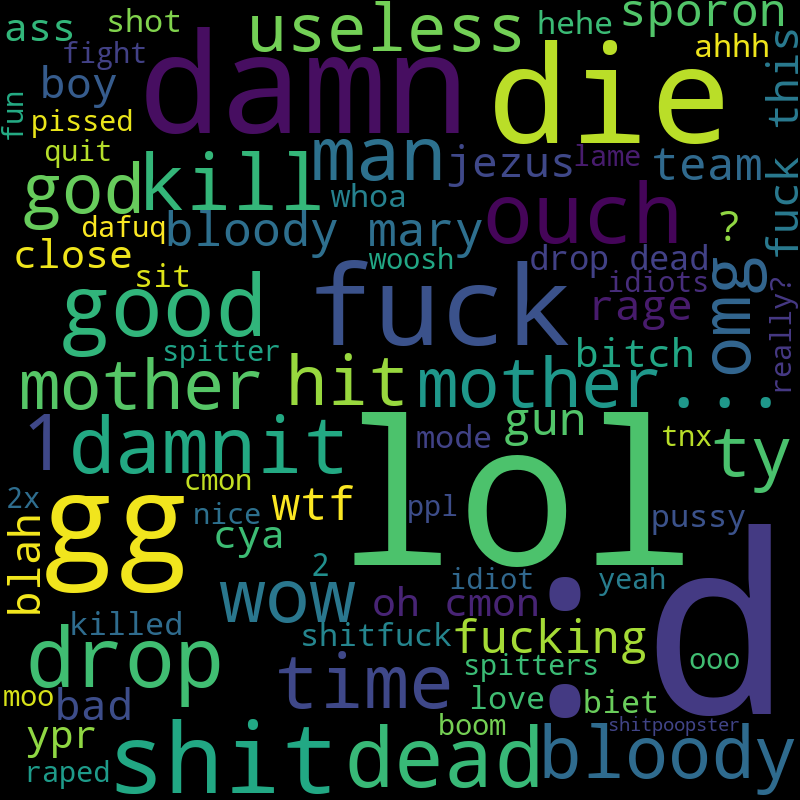 ass
shot
useless
hehe
sporon
fight
damn
die
ahhh
boy
fun
pissed
quit
man
jezus
lame
team
fuck this
god
kill
whoa
ouch
?
dafuq
bloody mary
close
sit
woosh
drop dead
omg
good
fuck
idiots
rage
really?
spitter
mother
hit
mother...
bitch
1
damnit
lol
gun
mode
tnx
ty
cmon
2x
gg
nice
wtf
ppl
pussy
blah
cya
2
idiot
yeah
:d
wow
oh cmon
killed
shitfuck
fucking
drop
spitters
ooo
moo
bad
time
love
biet
ypr
boom
shitpoopster
raped
shit
dead
bloody